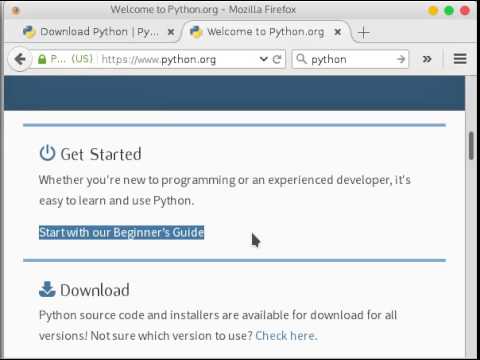 Welcome to Python.org - Mozilla Firefox
Download Python | Py...
Welcome to Python.org
P... (US)
https://www.python.org
python
Get Started
Whether you're new to programming or an experienced developer, it's
easy to learn and use Python.
Start with our Beginner's Guide
Download
Python source code and installers are available for download for all
versions! Not sure which version to use? Check here.